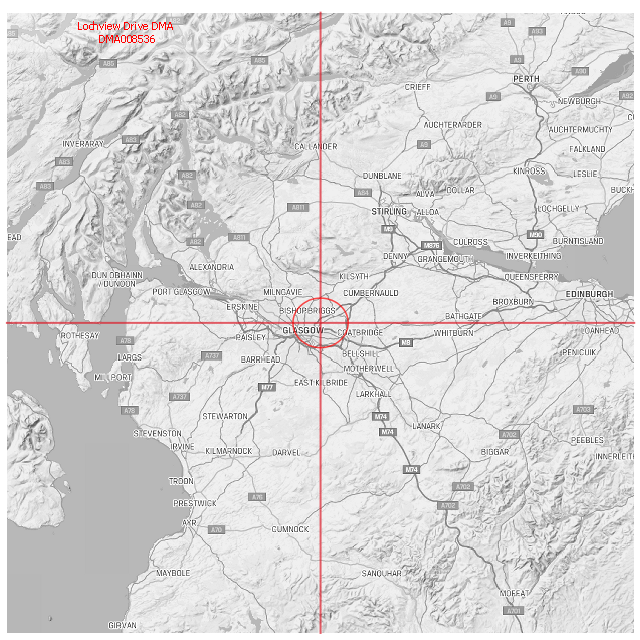 Lochview Drive DMA
DMA008536
A9
A93
A85
A85
A9
A90
PERTH
CRIEFF
A9
NEWBURGH
A92
A82
AUCHTERARDER
AUCHTERMUCHTY
INVERARAY
A83
CALLANDER
A9
FALKLAND
A83
DUNBLANE
KINROSS
LESLIE
A82
A83
A84
ALVA
DOLLAR
BUCKH
A82
A811
STIRLING
ALLOA
LOCHGELLY
EAD
A82
A811
M9
M876
CULROSS
M90
BURNTISLAND
DENNY
GRANGEMOUTH
INVERKEITHING
ALEXANDRIA
DUN OBHAINN
/ DUNOON
KILSYTH
QUEENSFERRY
PORT GLASGOW
MILNGAVIE
CUMBERNAULD
EDINBURGH
ERSKINE
BISHOPBRIGGS
BROXBURN
BATHGATE
ROTHESAY
A78
PAISLEY
GLASGOW
COATBRIDGE
WHITBURN
LOANHEAD
M8
LARGS
A737
BARRHEAD
BELLSHILL
PENICUIK
MOTHERWELL
MILLPORT
M77
EAST KILBRIDE
A737
LARKHALL
A78
STEWARTON
M74
A703
STEVENSTON
M74
LANARK
A702
PEEBLES
IRVINE
KILMARNOCK
DARVEL
BIGGAR
INNERLEIT
M74
TROON
A702
PRESTWICK
A76
A702
AYR
A70
CUMNOCK
MAYBOLE
SANQUHAR
MOFFAT
A701
GIRVAN